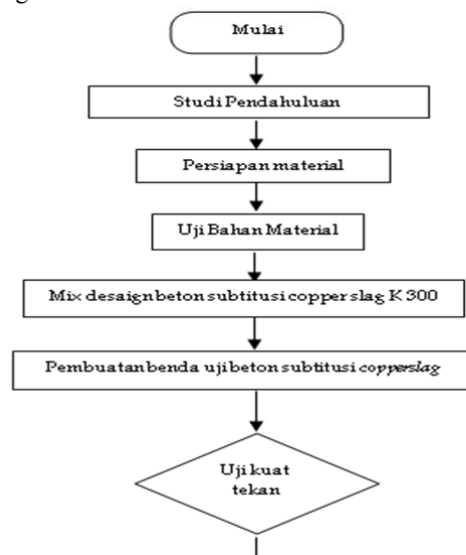 Mulai
Studi Pendahuluan
Persiapan material
Uji Bahan Material
Mix desaign beton subtitusi copper slag K 300
Pembuatan benda uji beton subtitusi copperslag
Uji kuat
tekan